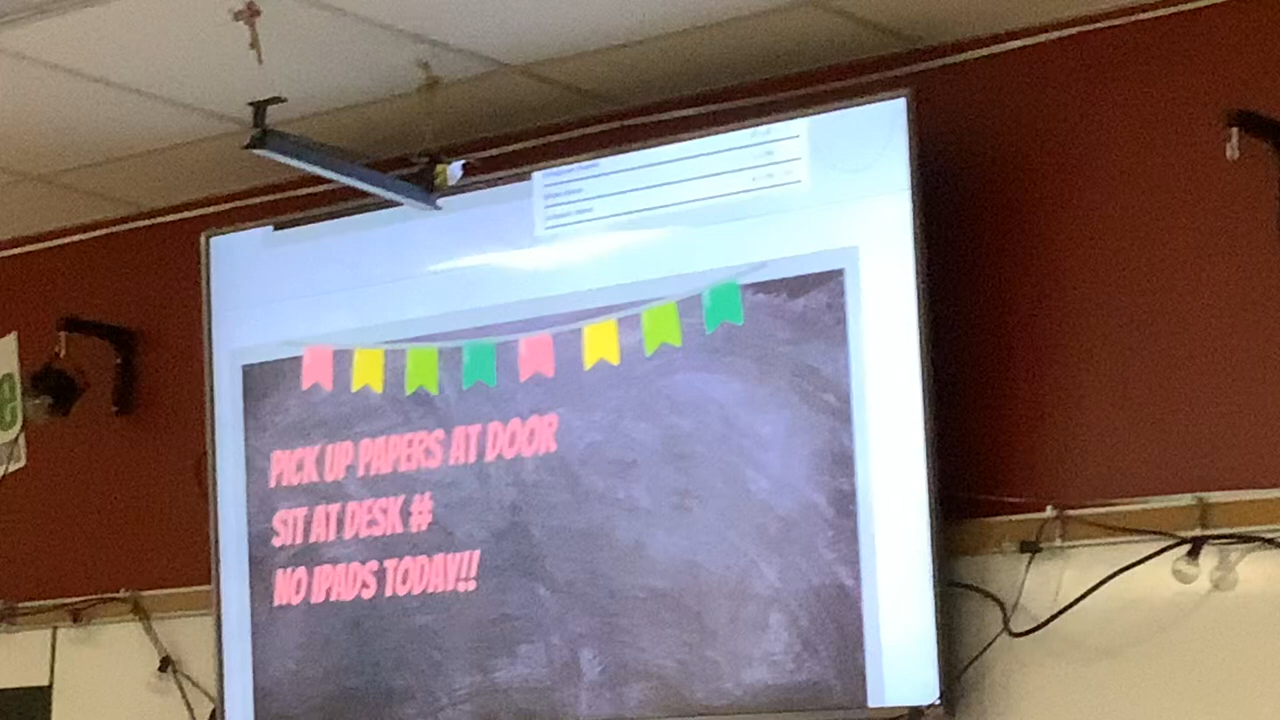 PICK UP PAPERS AT DOOR
SIT AT DESK #
NO IPADS TODAY!!